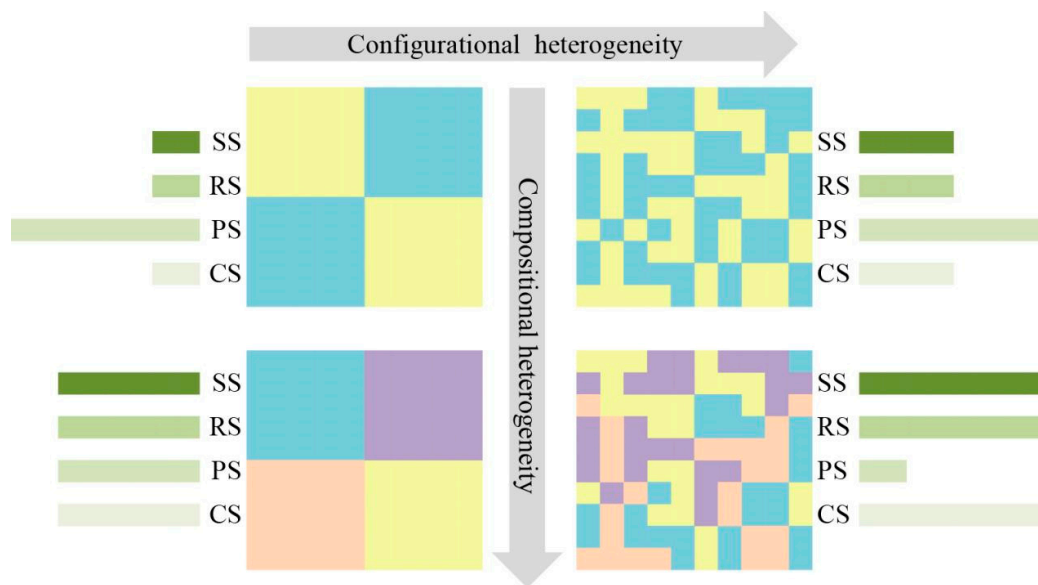 Configurational heterogeneity
SS
RS
PS
CS
Compositional heterogeneity
SS
RS
PS
CS
SS
RS
PS
CS
SS
RS
PS
CS